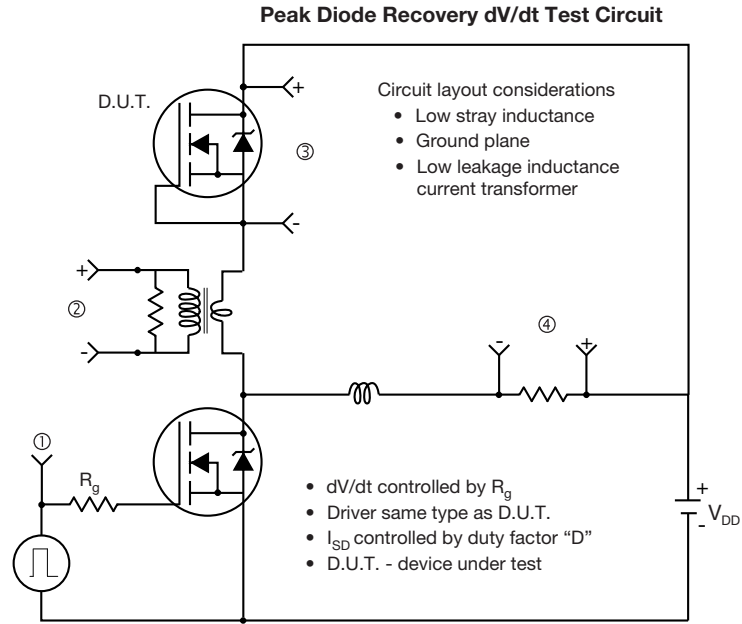 Peak Diode Recovery dV/dt Test Circuit
D.U.T.
+
Circuit layout considerations
• Low stray inductance
• Ground plane
• Low leakage inductance
current transformer
③
-
+
②
-
④
-
+
①
Rg
• dV/dt controlled by Rg
• Driver same type as D.U.T.
• ISD controlled by duty factor “D”
• D.U.T. - device under test
+
VDD
-